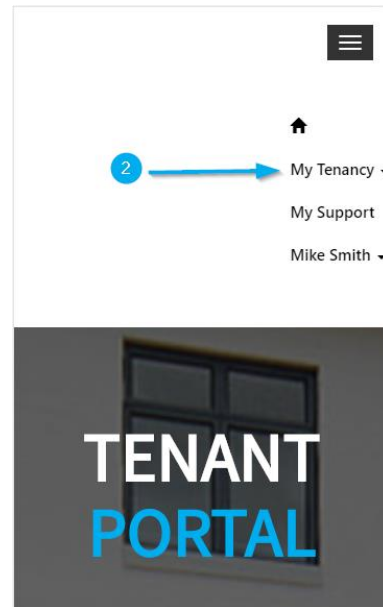 2
My Tenancy
My Support
Mike Smith
TENANT
PORTAL